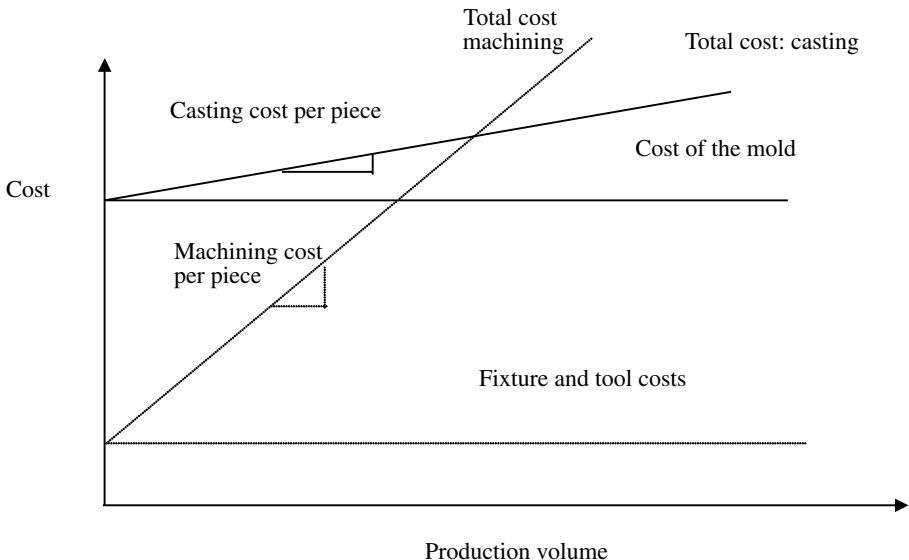 Total cost
machining
Total cost: casting
Casting cost per piece
Cost of the mold
Cost
Machining cost
per piece
Fixture and tool costs
Production volume